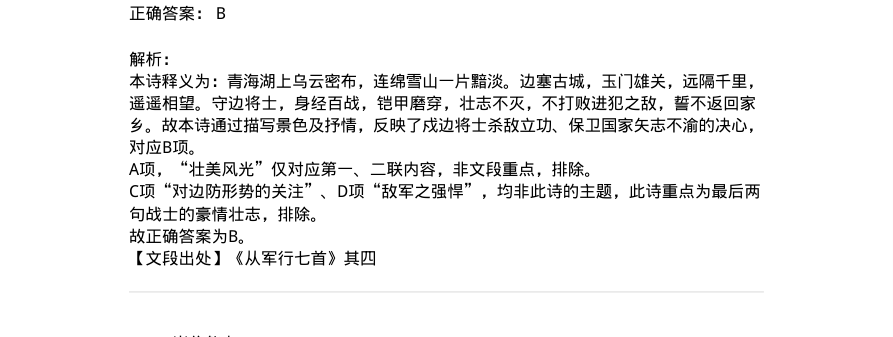 正确答案： B
解析：
本诗释义为：青海湖上乌云密布，连绵雪山一片黯淡。边塞古城，玉门雄关，远隔千里，
遥遥相望。守边将士，身经百战，铠甲磨穿，壮志不灭，不打败进犯之敌，誓不返回家
乡。故本诗通过描写景色及抒情，反映了戍边将士杀敌立功、保卫国家矢志不渝的决心，
对应B项。
A项，“壮美风光”仅对应第一、二联内容，非文段重点，排除。
C项“对边防形势的关注”、D项“敌军之强悍”，均非此诗的主题，此诗重点为最后两
句战士的豪情壮志，排除。
故正确答案为B。
【文段出处】《从军行七首》其四